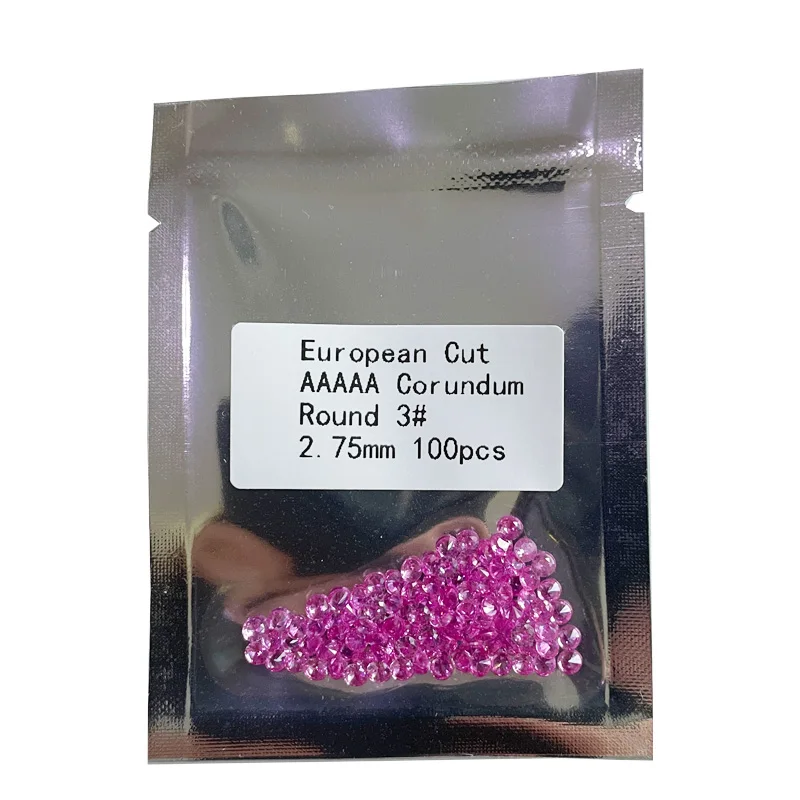 European Cut
AAAAA Corundum
Round 3#
2.75mm 100pcs